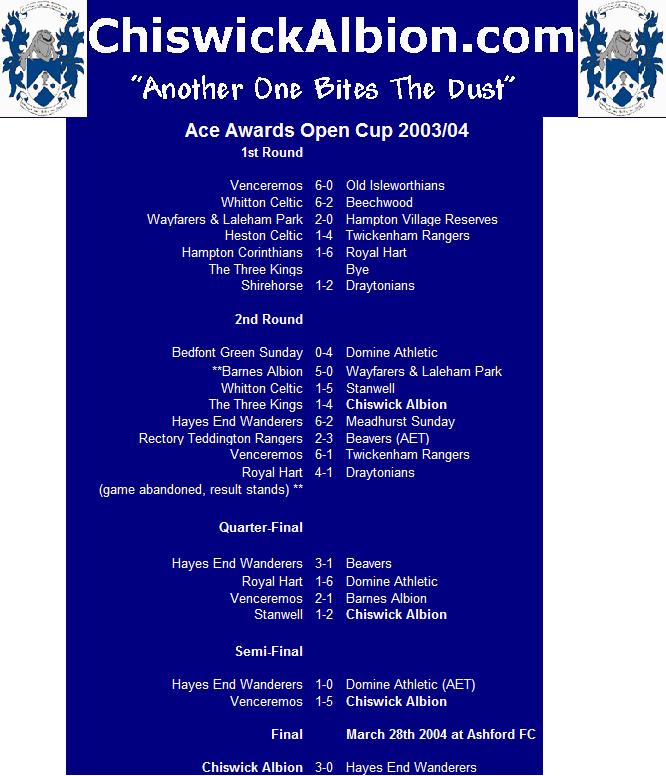 ChiswickAlbion.com
"Another One Bites The Dust"
Ace Awards Open Cup 2003/04
1st Round
Venceremos 6-0 Old Isleworthians
Whitton Celtic 6-2 Beechwood
Wayfarers & Laleham Park 2-0 Hampton Village Reserves
Heston Celtic 1-4 Twickenham Rangers
Hampton Corinthians 1-6 Royal Hart
The Three Kings Bye
Shirehorse 1-2 Draytonians
2nd Round
Bedfont Green Sunday 0-4 Domine Athletic
**Barnes Albion 5-0 Wayfarers & Laleham Park
Whitton Celtic 1-5 Stanwell
The Three Kings 1-4 Chiswick Albion
Hayes End Wanderers 6-2 Meadhurst Sunday
Rectory Teddington Rangers 2-3 Beavers (AET)
Venceremos 6-1 Twickenham Rangers
Royal Hart 4-1 Draytonians
(game abandoned, result stands) **
Quarter-Final
Hayes End Wanderers 3-1 Beavers
Royal Hart 1-6 Domine Athletic
Venceremos 2-1 Barnes Albion
Stanwell 1-2 Chiswick Albion
Semi-Final
Hayes End Wanderers 1-0 Domine Athletic (AET)
Venceremos 1-5 Chiswick Albion
Final March 28th 2004 at Ashford FC
Chiswick Albion 3-0 Hayes End Wanderers